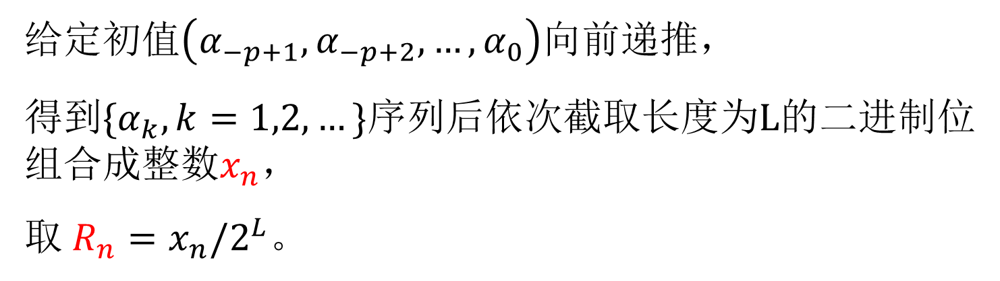 给定初值(α₋ₚ₊₁, α₋ₚ₊₂, … , α₀)向前递推，
得到{αₖ, k = 1,2, … }序列后依次截取长度为L的二进制位
组合成整数xₙ，
取 Rₙ = xₙ/2ᴸ。